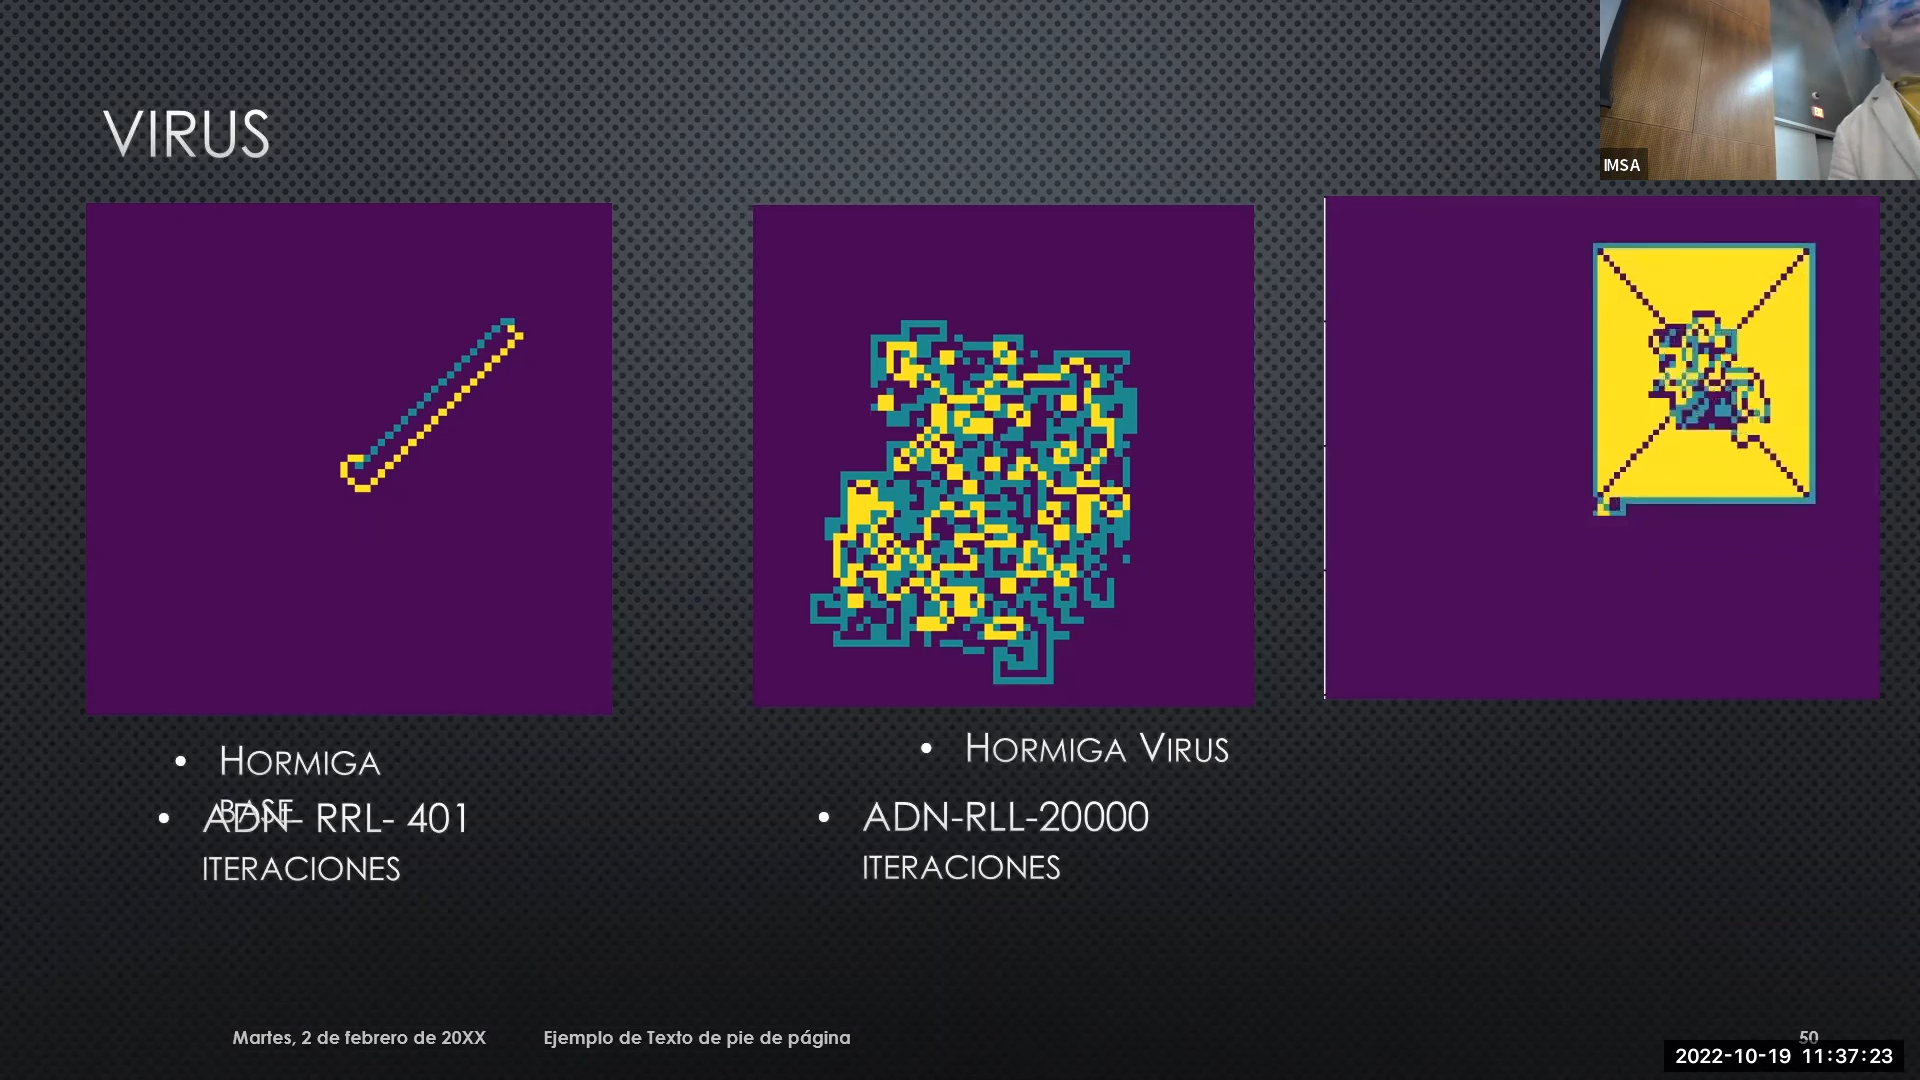 VIRUS
IMSA
• HORMIGA
BASE
• ADN- RRL- 401
ITERACIONES
• HORMIGA VIRUS
• ADN-RLL-20000
ITERACIONES
Martes, 2 de febrero de 20XX
Ejemplo de Texto de pie de página
50
2022-10-19 11:37:23